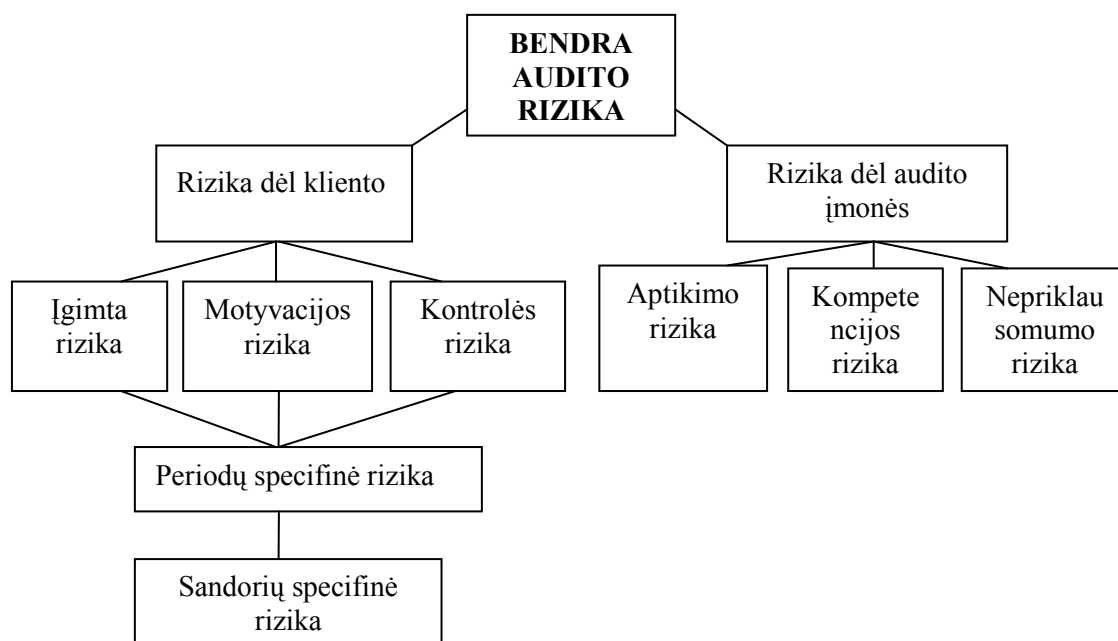 BENDRA
AUDITO
RIZIKA
Rizika dėl kliento
Rizika dėl audito
įmonės
Įgimta
rizika
Motyvacijos
rizika
Kontrolės
rizika
Aptikimo
rizika
Kompete
ncijos
rizika
Nepriklau
somumo
rizika
Periodų specifinė rizika
Sandorių specifinė
rizika